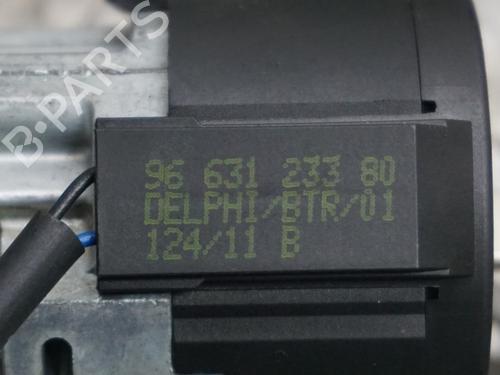 B-PARTS
96 631 233 80
DELPHI/BTR/01
124/11 B